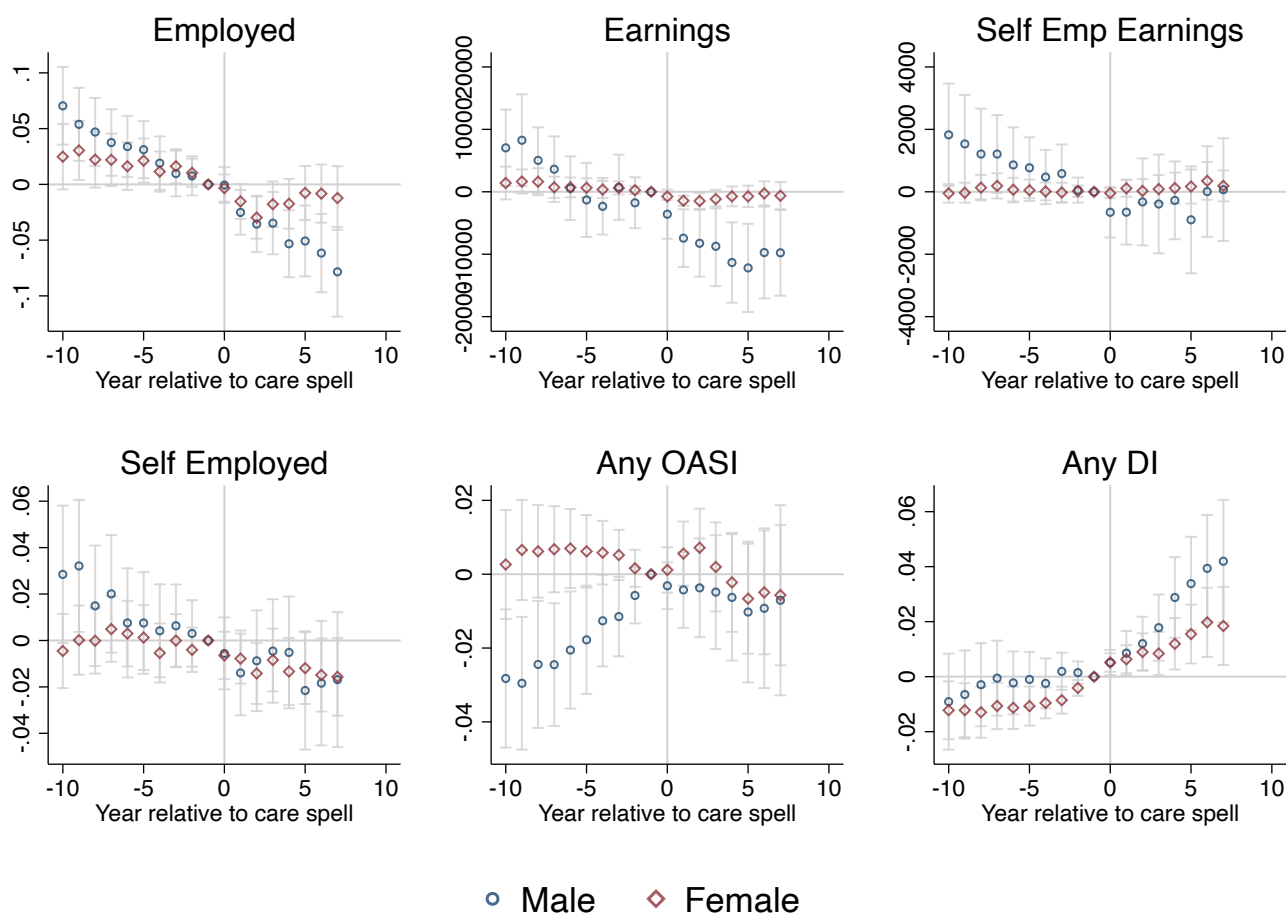 Employed
.1
.05
0
-.05
-.1
-10 -5 0 5 10
Year relative to care spell
Earnings
20000
10000
0
-10000
-20000
-10 -5 0 5 10
Year relative to care spell
Self Emp Earnings
4000
2000
0
-2000
-4000
-10 -5 0 5 10
Year relative to care spell
Self Employed
.06
.04
.02
0
-.02
-.04
-10 -5 0 5 10
Year relative to care spell
Any OASI
.02
0
-.02
-.04
-10 -5 0 5 10
Year relative to care spell
Any DI
.06
.04
.02
0
-.02
-10 -5 0 5 10
Year relative to care spell
Male Female